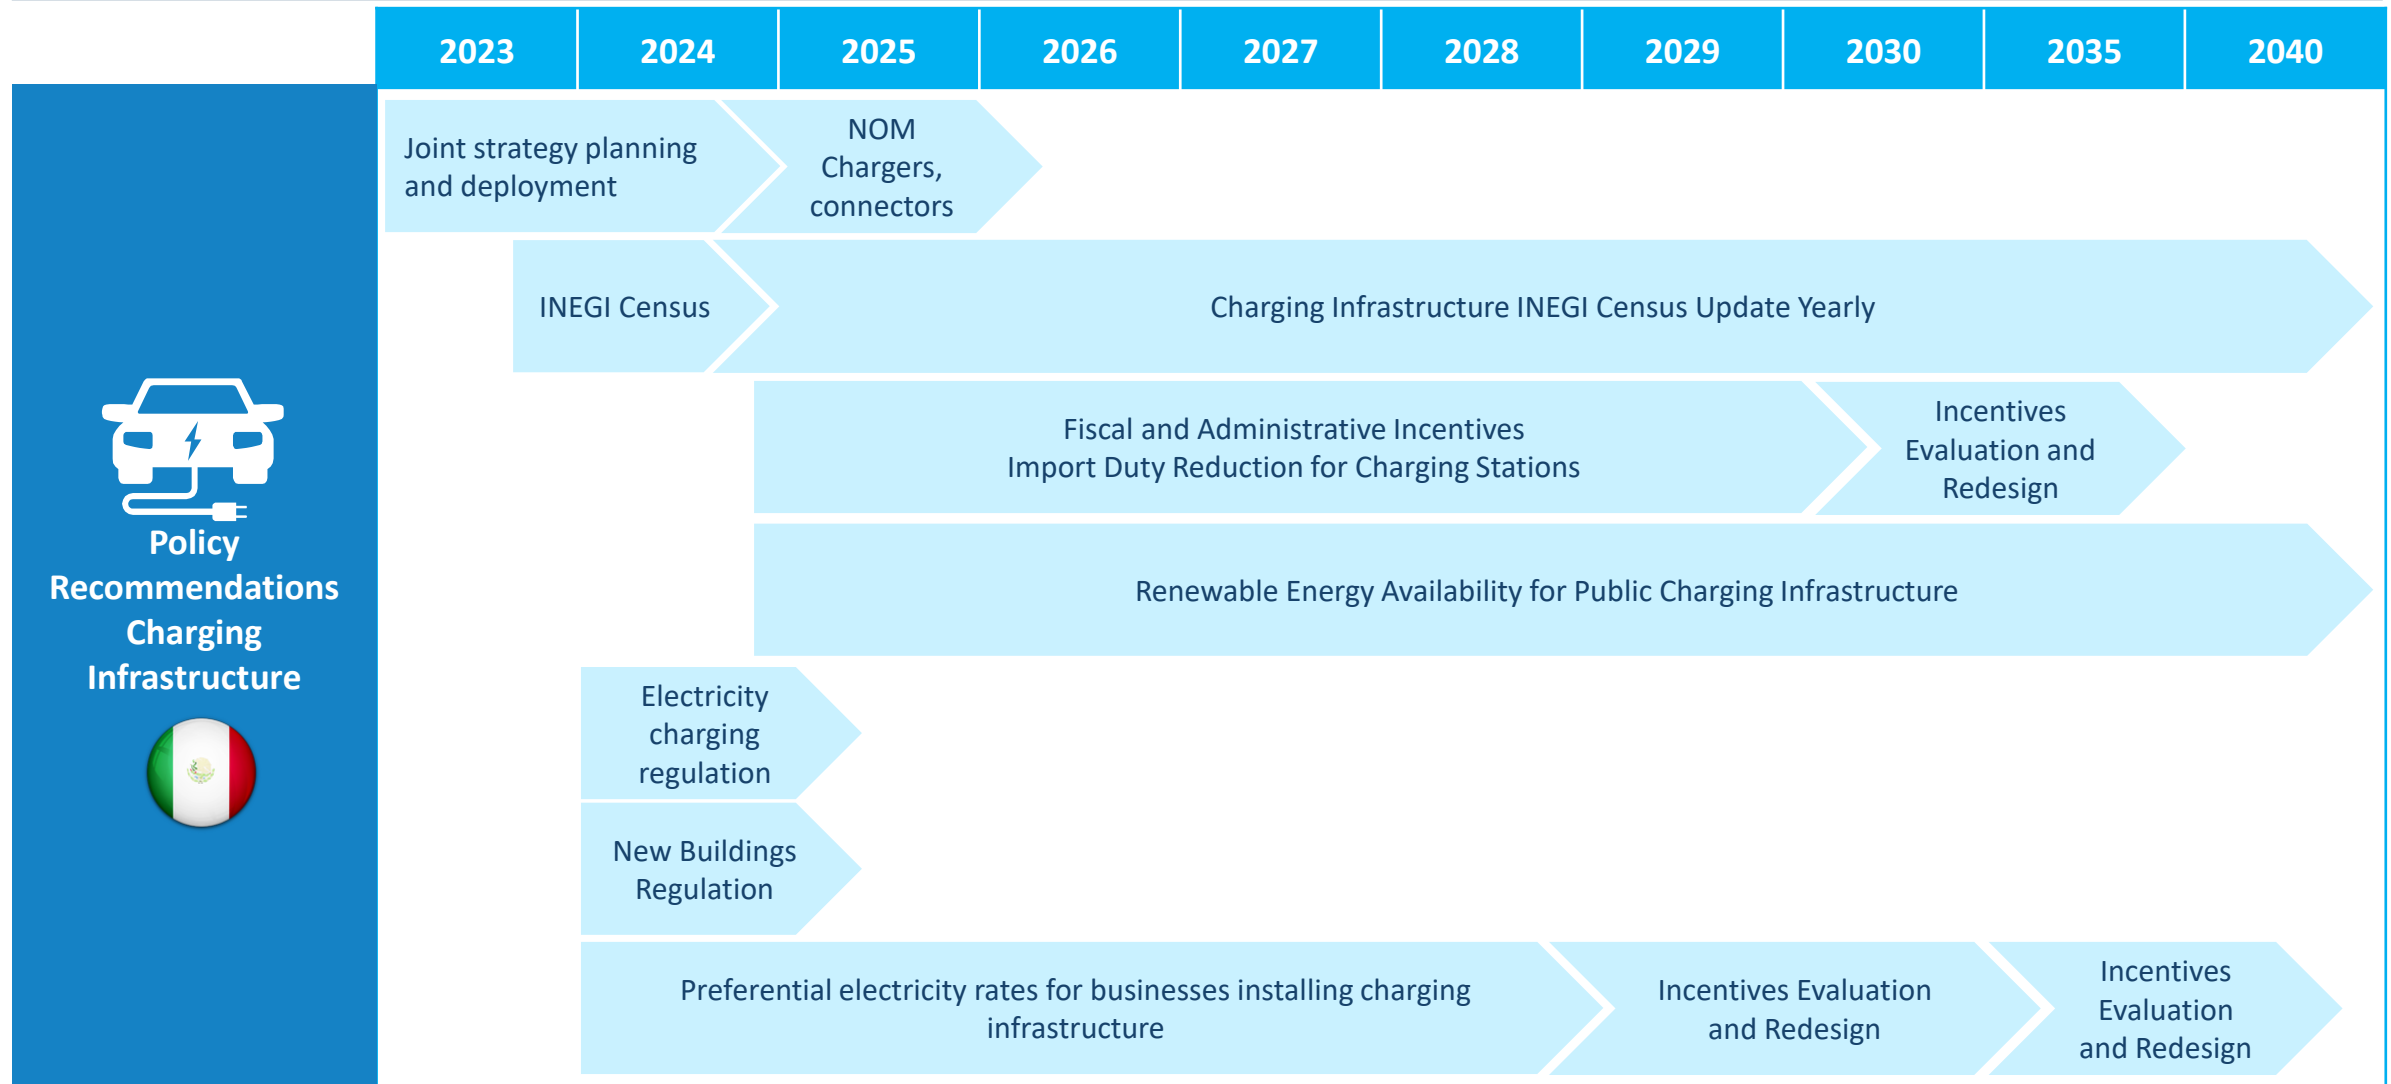 2023 2024 2025 2026 2027 2028 2029 2030 2035 2040
Policy
Recommendations
Charging
Infrastructure
Joint strategy planning
and deployment
NOM
Chargers,
connectors
INEGI Census
Charging Infrastructure INEGI Census Update Yearly
Fiscal and Administrative Incentives
Import Duty Reduction for Charging Stations
Incentives
Evaluation and
Redesign
Renewable Energy Availability for Public Charging Infrastructure
Electricity
charging
regulation
New Buildings
Regulation
Preferential electricity rates for businesses installing charging
infrastructure
Incentives Evaluation
and Redesign
Incentives
Evaluation
and Redesign